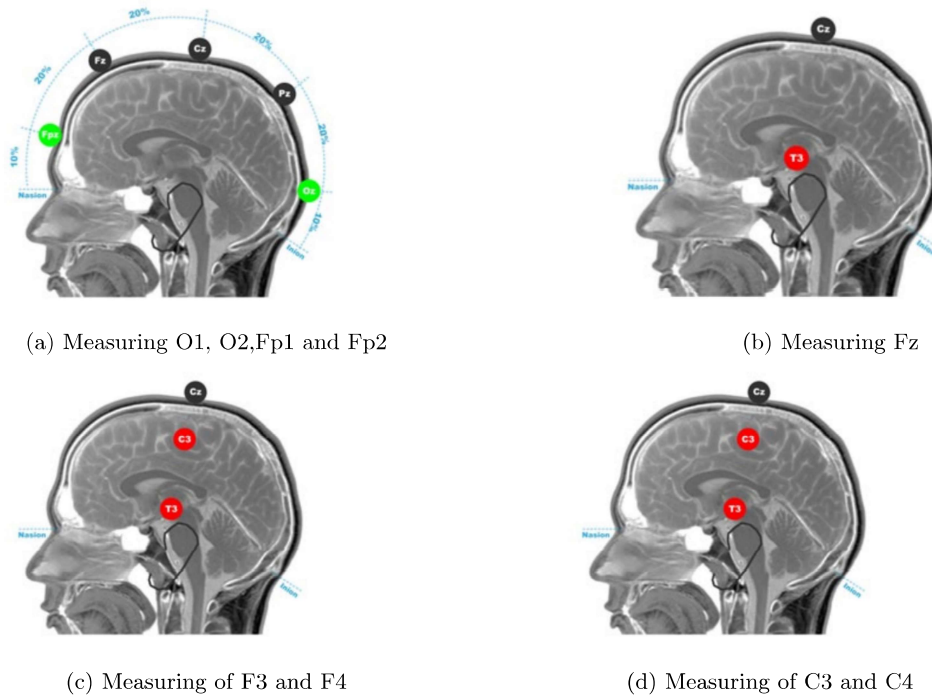 20%
Cz
20%
Fz
20%
Pz
20%
Fpz
10%
Nasion
Oz
10%
Inion
Cz
T3
Nasion
Inion
(a) Measuring O1, O2,Fp1 and Fp2
(b) Measuring Fz
Cz
C3
T3
Nasion
Inion
Cz
C3
T3
Nasion
Inion
(c) Measuring of F3 and F4
(d) Measuring of C3 and C4